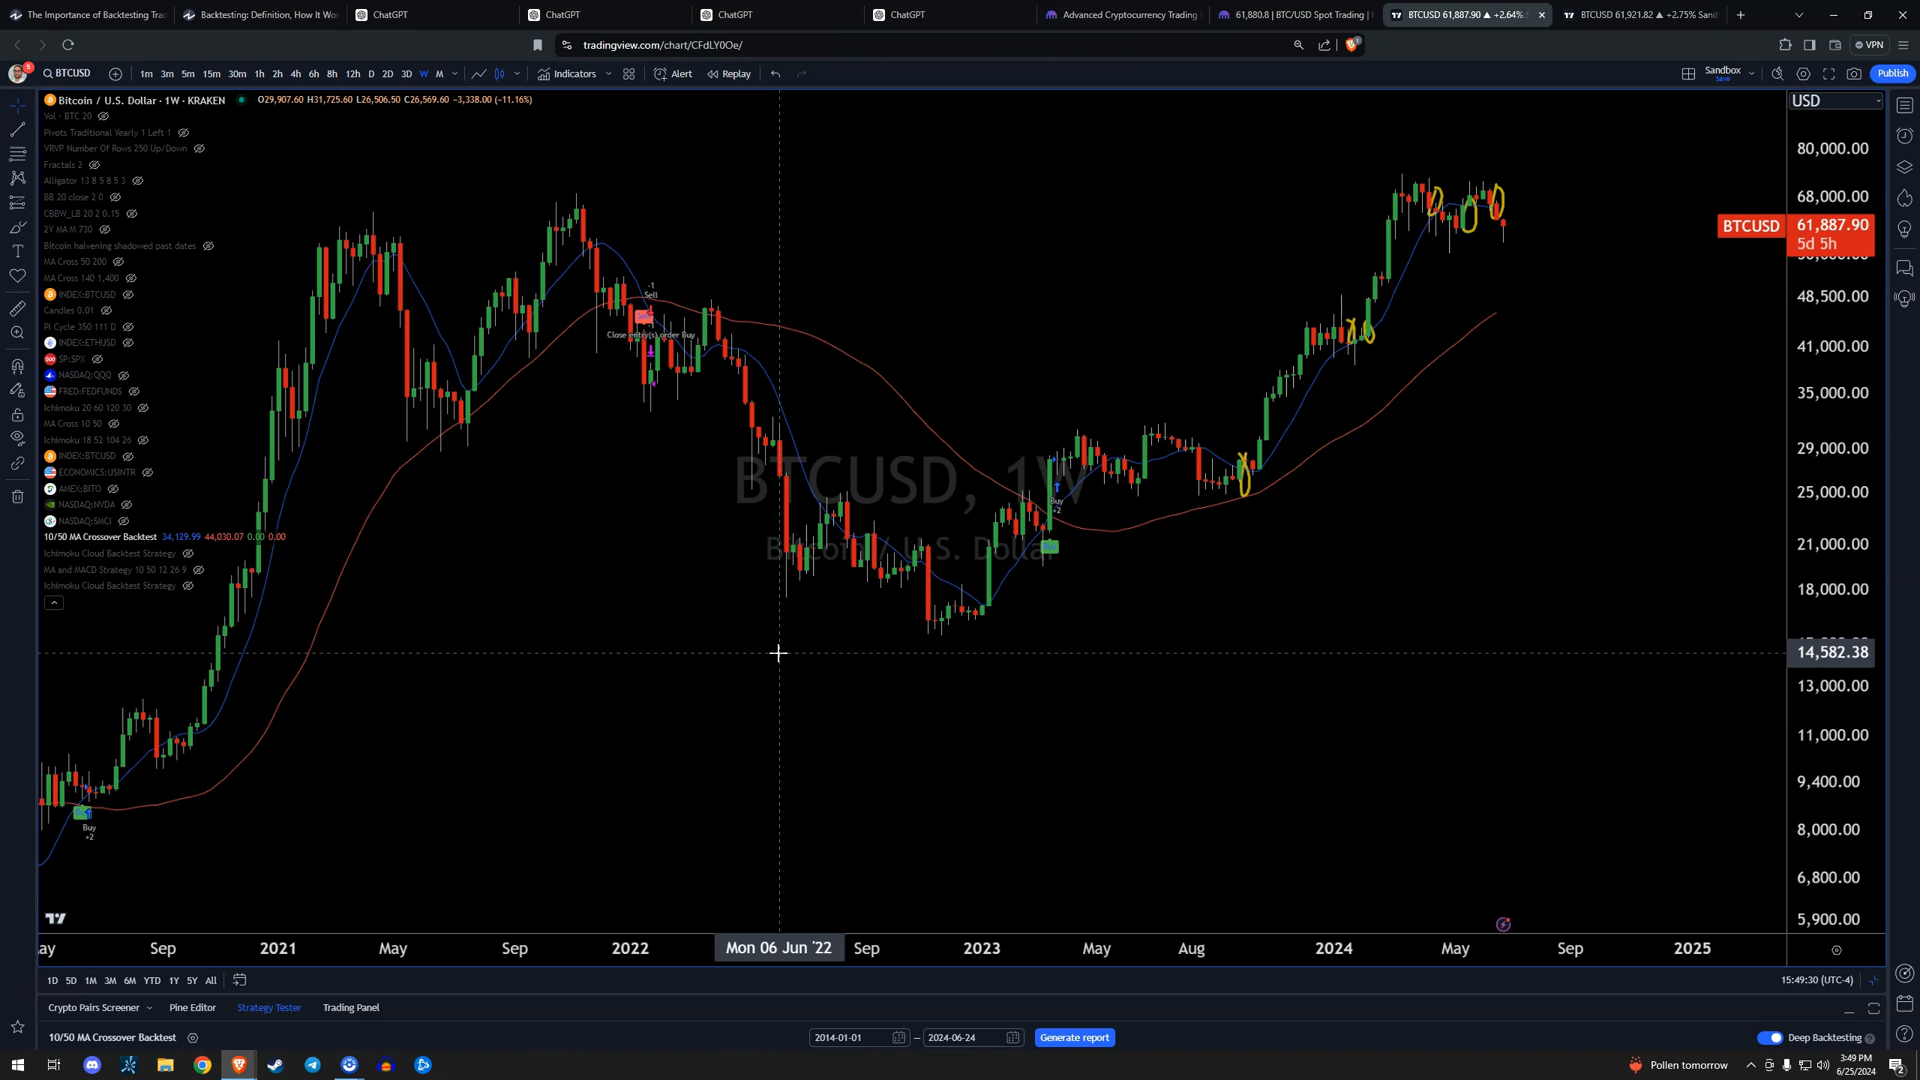 The Importance of Backtesting Trad
Backtesting: Definition, How It Wor
ChatGPT
ChatGPT
ChatGPT
ChatGPT
Advanced Cryptocurrency Trading
61,880.8 | BTC/USD Spot Trading |
BTCUSD 61,887.90 ▲ +2.64%
BTCUSD 61,921.82 ▲ +2.75% Sand
tradingview.com/chart/CFdLY0Oe/
VPN
BTCUSD
1m 3m 5m 15m 30m 1h 2h 4h 6h 8h 12h D 2D 3D W M
Indicators
Alert
Replay
Sandbox
Save
Publish
Bitcoin / U.S. Dollar · 1W · KRAKEN
O29,907.60 H31,725.60 L26,506.50 C26,569.60 −3,338.00 (−11.16%)
USD
Vol · BTC 20
Pivots Traditional Yearly 1 Left 1
VRVP Number Of Rows 250 Up/Down
Fractals 2
Alligator 13 8 5 8 5 3
BB 20 close 2 0
CBBW_LB 20 2 0.15
2Y MA M 730
Bitcoin halvening shadowed past dates
MA Cross 50 200
MA Cross 140 1,400
INDEX:BTCUSD
Candles 0.01
Pi Cycle 350 111 D
INDEX:ETHUSD
SP:SPX
NASDAQ:QQQ
FRED:FEDFUNDS
Ichimoku 20 60 120 30
MA Cross 10 50
Ichimoku 18 52 104 26
INDEX:BTCUSD
ECONOMICS:USINTR
AMEX:BITO
NASDAQ:NVDA
NASDAQ:SMCI
10/50 MA Crossover Backtest 34,129.99 44,030.07 0.00 0.00
Ichimoku Cloud Backtest Strategy
MA and MACD Strategy 10 50 12 26 9
Ichimoku Cloud Backtest Strategy
-1
Sell
Close entry(s) order Buy
Buy
+2
Buy
+2
BTCUSD, 1W
Bitcoin / U.S. Dollar
80,000.00
68,000.00
BTCUSD
61,887.90
5d 5h
48,500.00
41,000.00
35,000.00
29,000.00
25,000.00
21,000.00
18,000.00
14,582.38
13,000.00
11,000.00
9,400.00
8,000.00
6,800.00
5,900.00
ay
Sep
2021
May
Sep
2022
Mon 06 Jun '22
Sep
2023
May
Aug
2024
May
Sep
2025
1D 5D 1M 3M 6M YTD 1Y 5Y All
15:49:30 (UTC-4)
Crypto Pairs Screener
Pine Editor
Strategy Tester
Trading Panel
10/50 MA Crossover Backtest
2014-01-01 — 2024-06-24
Generate report
Deep Backtesting
Pollen tomorrow
3:49 PM
6/25/2024